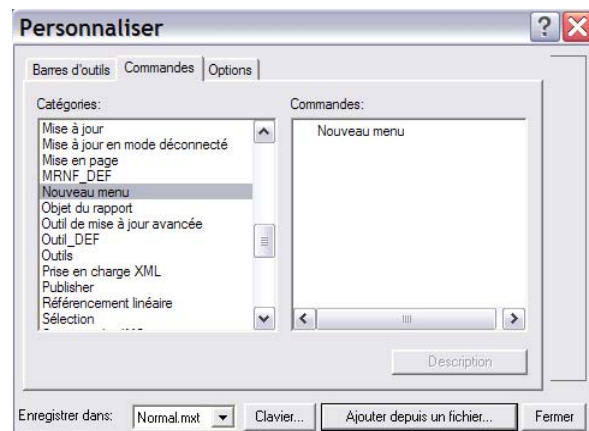 Personnaliser
Barres d'outils Commandes Options
Catégories:
Commandes:
Mise à jour
Mise à jour en mode déconnecté
Mise en page
MRNF_DEF
Nouveau menu
Objet du rapport
Outil de mise à jour avancée
Outil_DEF
Outils
Prise en charge XML
Publisher
Référencement linéaire
Sélection
Nouveau menu
Description
Enregistrer dans: Normal.mxt Clavier... Ajouter depuis un fichier... Fermer